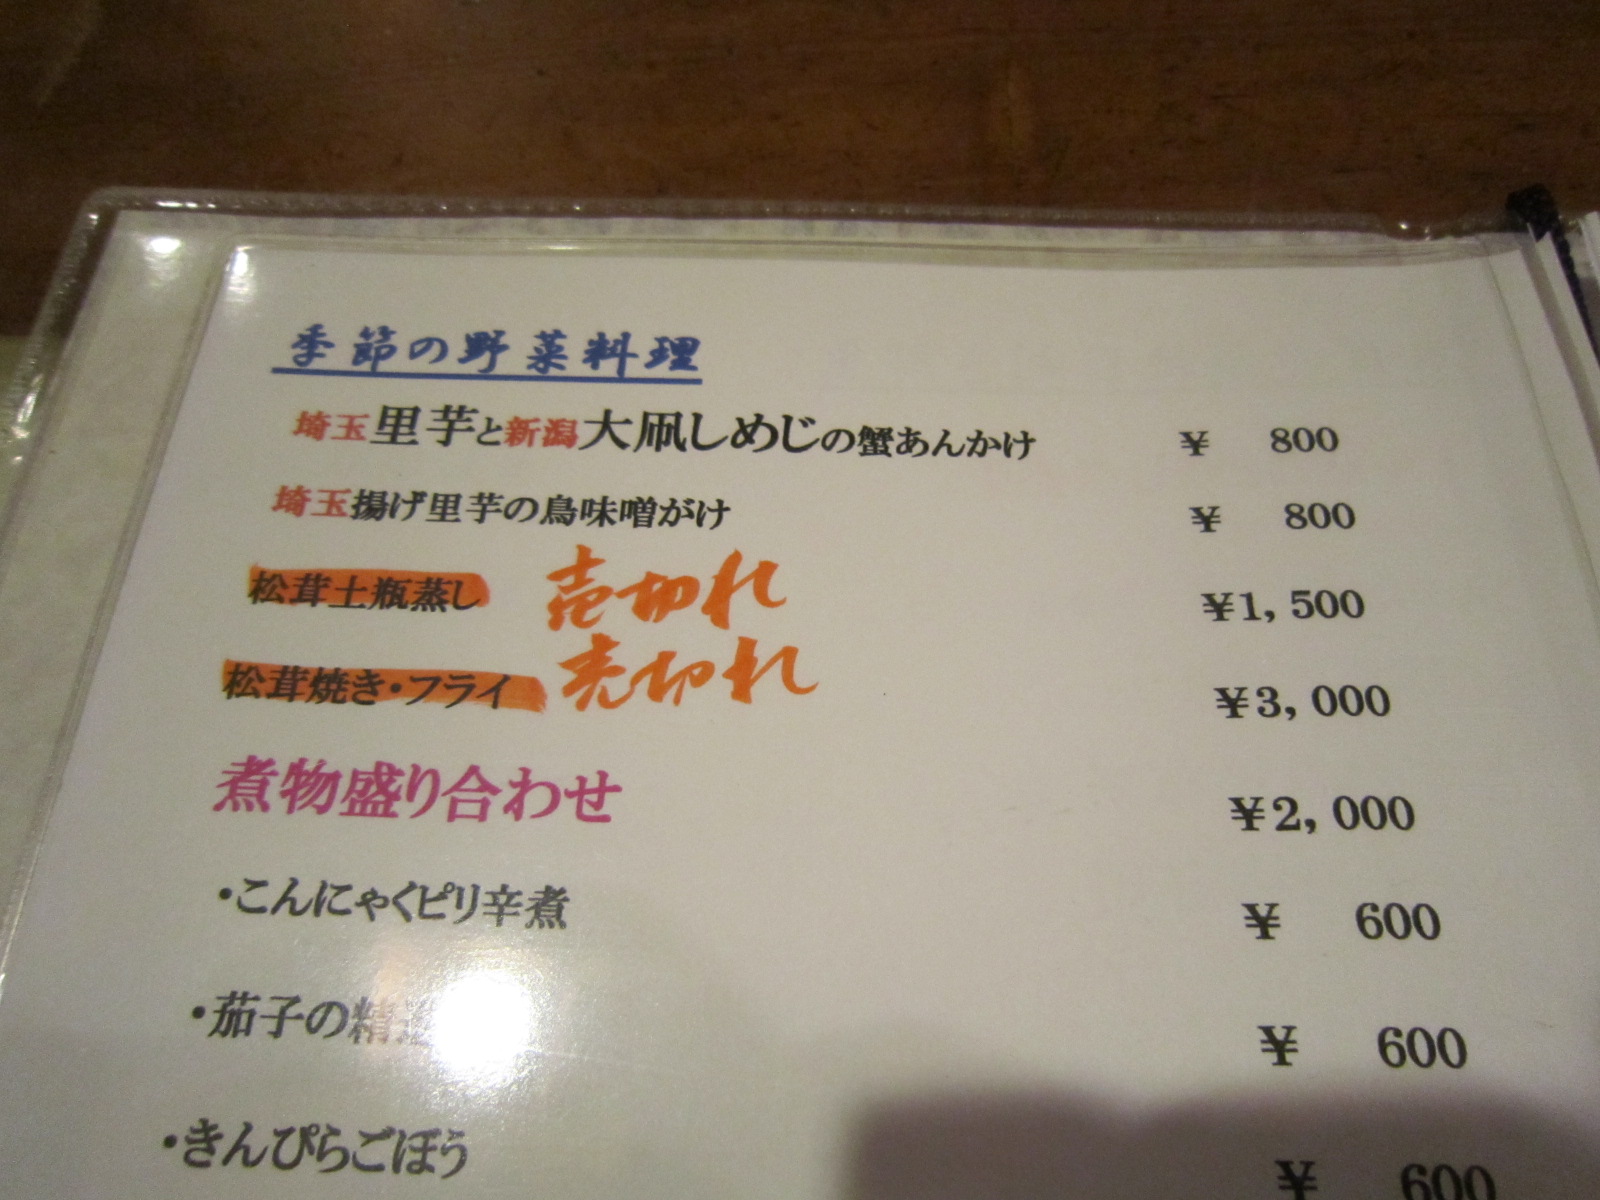 季節の野菜料理
埼玉里芋と新潟大凧しめじの蟹あんかけ ¥ 800
埼玉揚げ里芋の鳥味噌がけ ¥ 800
松茸土瓶蒸し 売切れ ¥1,500
松茸焼き・フライ 売切れ ¥3,000
煮物盛り合わせ ¥2,000
・こんにゃくピリ辛煮 ¥ 600
・茄子の精進 ¥ 600
・きんぴらごぼう ¥ 600